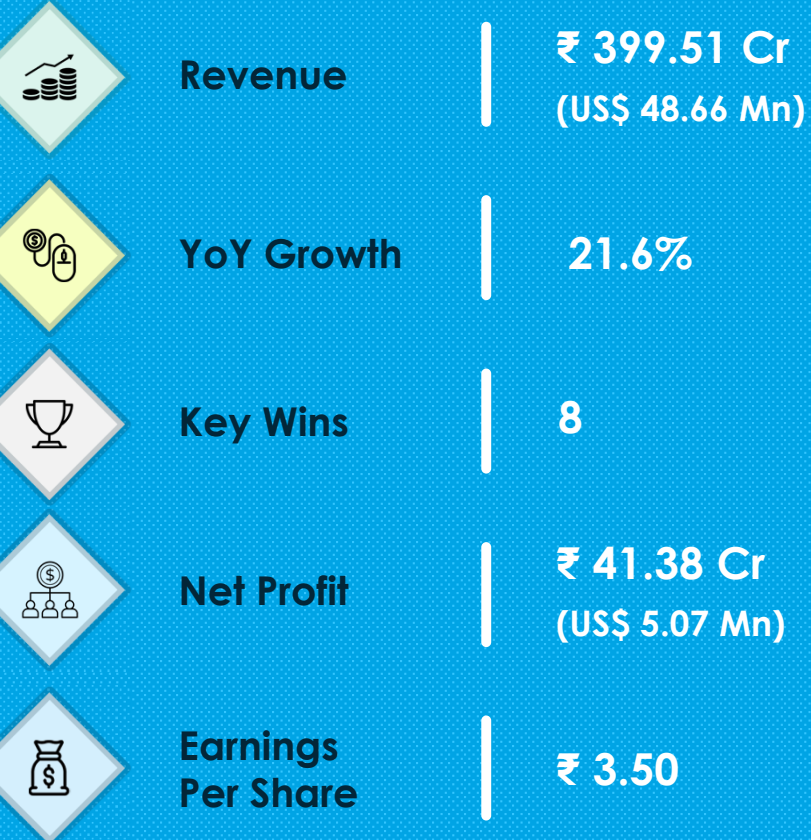 Revenue
₹ 399.51 Cr
(US$ 48.66 Mn)
YoY Growth
21.6%
Key Wins
8
Net Profit
₹ 41.38 Cr
(US$ 5.07 Mn)
Earnings
Per Share
₹ 3.50